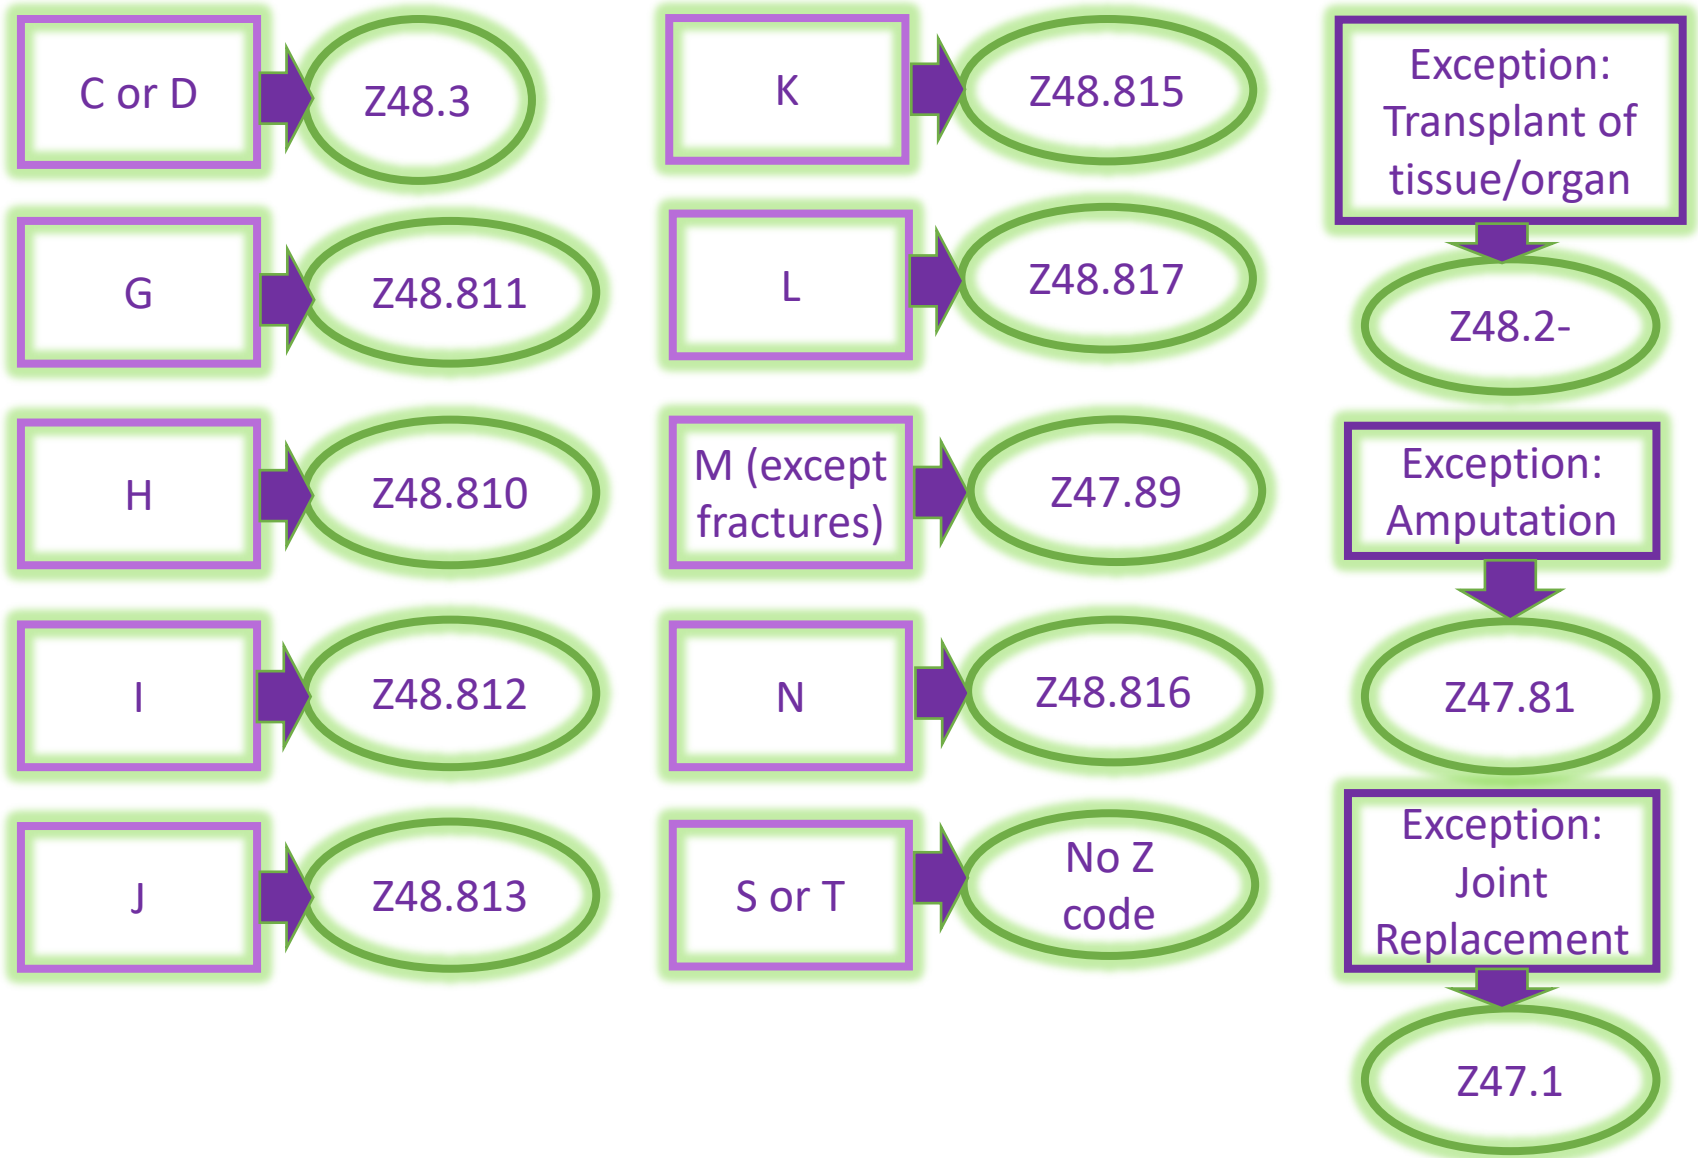 C or D
Z48.3
G
Z48.811
H
Z48.810
I
Z48.812
J
Z48.813
K
Z48.815
L
Z48.817
M (except
fractures)
Z47.89
N
Z48.816
S or T
No Z
code
Exception:
Transplant of
tissue/organ
Z48.2-
Exception:
Amputation
Z47.81
Exception:
Joint
Replacement
Z47.1